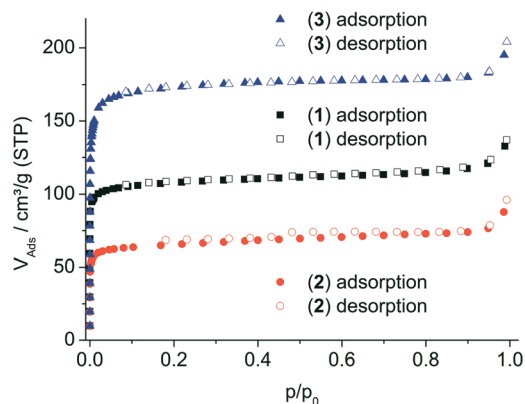 (3) adsorption
(3) desorption
(1) adsorption
(1) desorption
(2) adsorption
(2) desorption
V_Ads / cm³/g (STP)
200
150
100
50
0
0.0 0.2 0.4 0.6 0.8 1.0
p/p₀